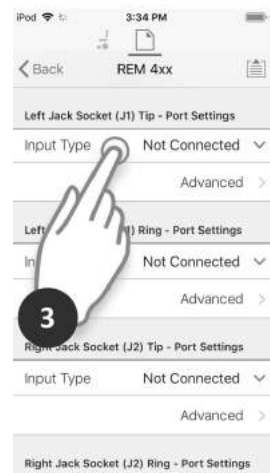 iPod 3:34 PM
Back REM 4xx
Left Jack Socket (J1) Tip - Port Settings
Input Type Not Connected
Advanced
Left 1) Ring - Port Settings
In Not Connected
Advanced
3
Right Jack Socket (J2) Tip - Port Settings
Input Type Not Connected
Advanced
Right Jack Socket (J2) Ring - Port Settings